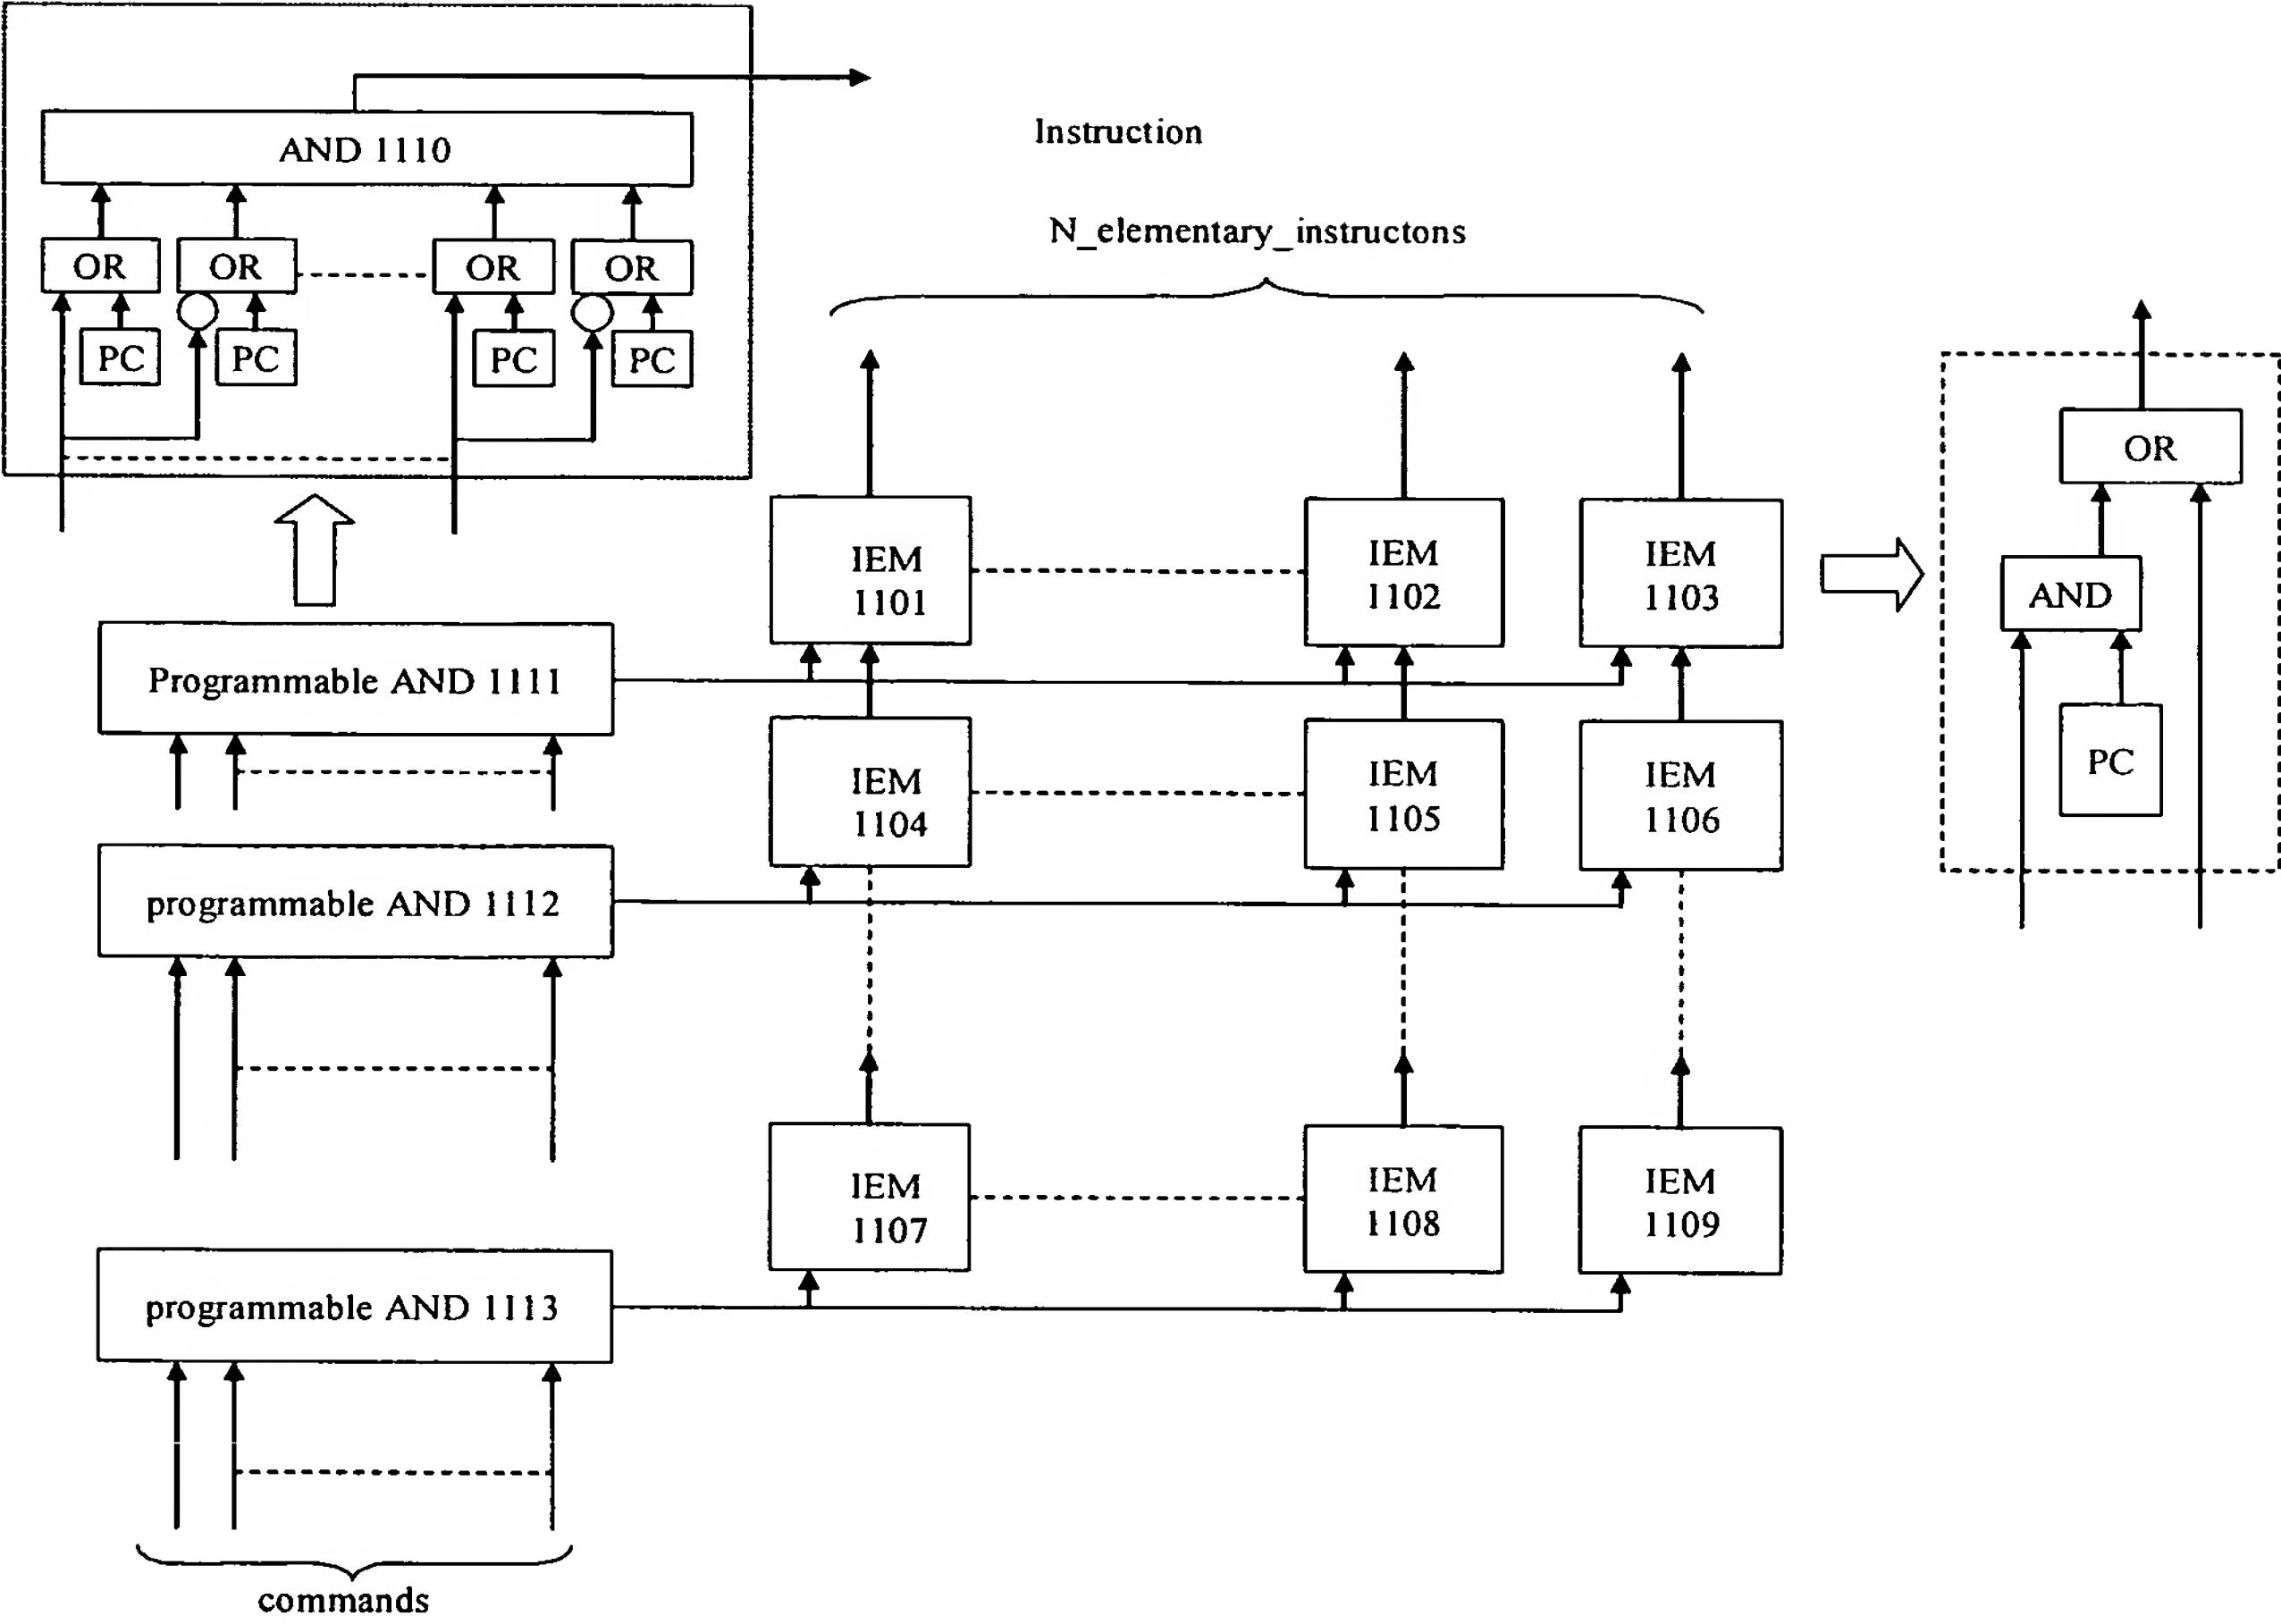 AND 1110
OR OR OR OR
PC PC PC PC
Instruction
N_elementary_instructons
IEM
1101
IEM
1102
IEM
1103
OR
AND
PC
Programmable AND 1111
IEM
1104
IEM
1105
IEM
1106
programmable AND 1112
IEM
1107
IEM
1108
IEM
1109
programmable AND 1113
commands